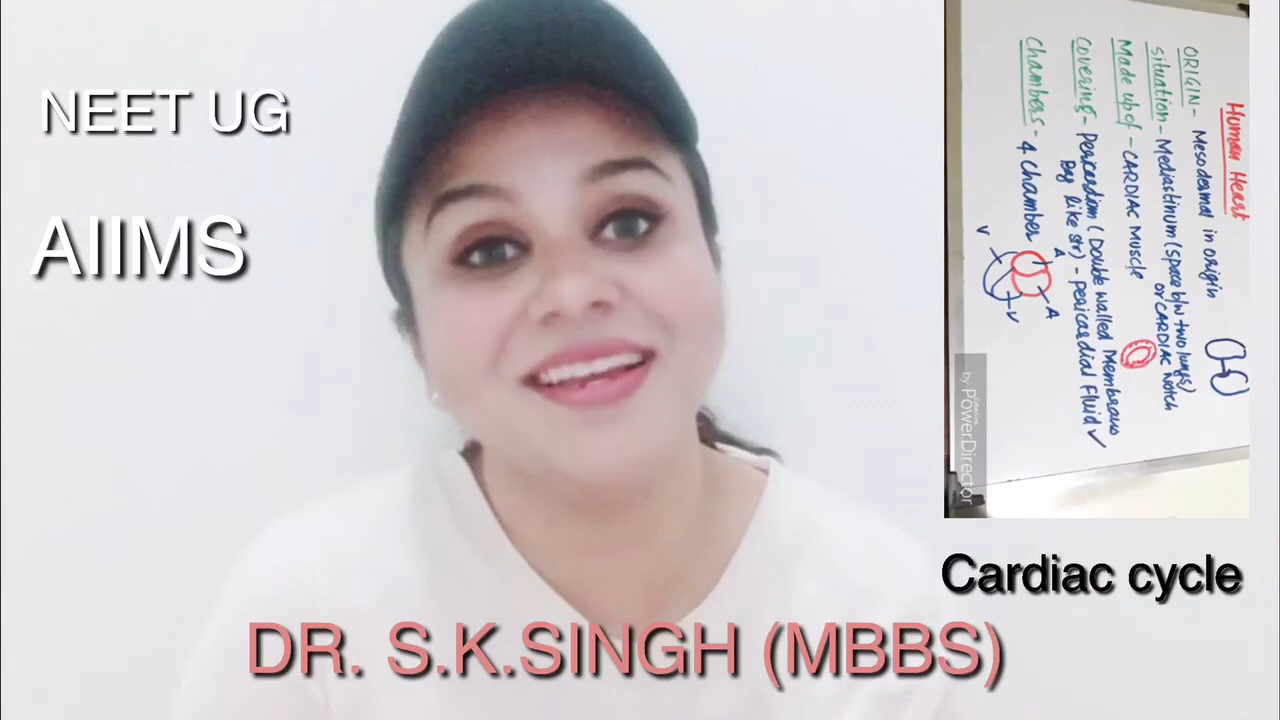 NEET UG
AIIMS
Human Heart
ORIGIN - Mesodermal in origin
situation - Mediastinum (space b/w two lungs)
or CARDIAC Notch
Made up of - CARDIAC MUSCLE
Covering - Pericardium ( Double walled Membranous
Bag like str) - pericardial Fluid
Chambers - 4 Chamber
A
A
V
V
by PowerDirector
Cardiac cycle
DR. S.K.SINGH (MBBS)